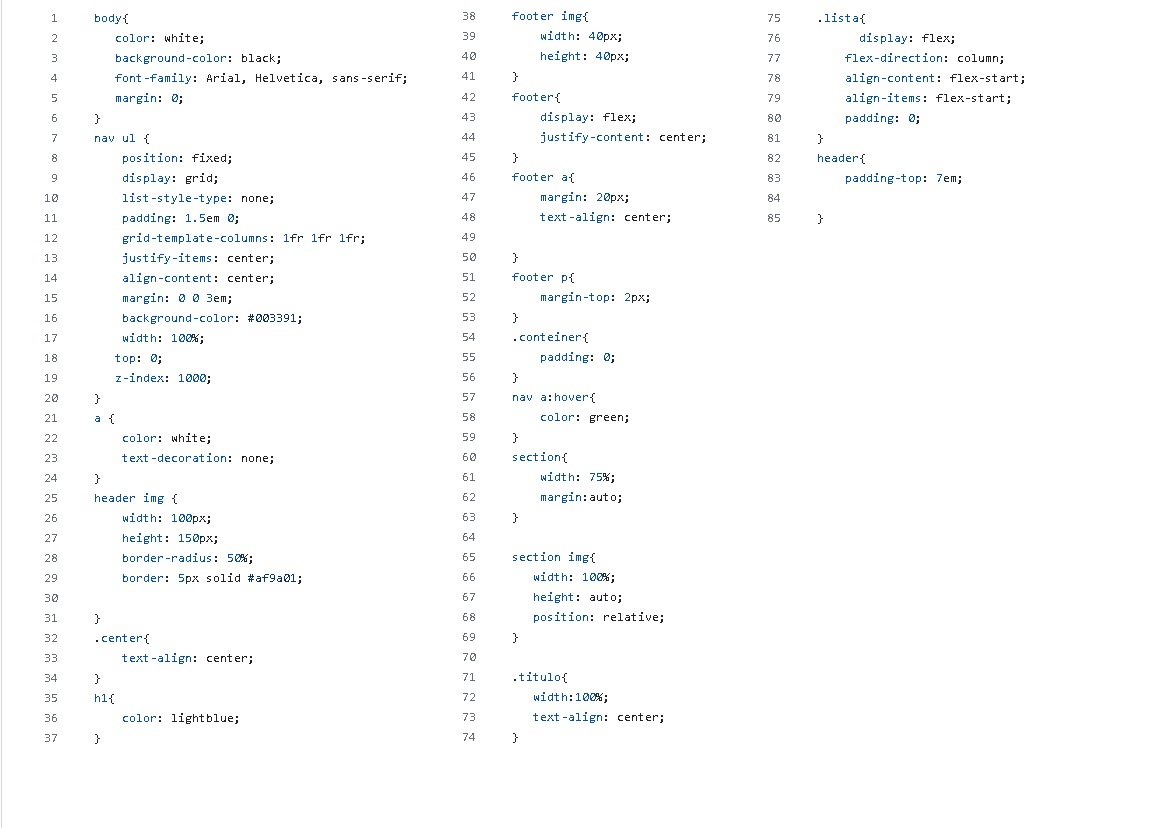 1 body{
2 color: white;
3 background-color: black;
4 font-family: Arial, Helvetica, sans-serif;
5 margin: 0;
6 }
7 nav ul {
8 position: fixed;
9 display: grid;
10 list-style-type: none;
11 padding: 1.5em 0;
12 grid-template-columns: 1fr 1fr 1fr;
13 justify-items: center;
14 align-content: center;
15 margin: 0 0 3em;
16 background-color: #003391;
17 width: 100%;
18 top: 0;
19 z-index: 1000;
20 }
21 a {
22 color: white;
23 text-decoration: none;
24 }
25 header img {
26 width: 100px;
27 height: 150px;
28 border-radius: 50%;
29 border: 5px solid #af9a01;
30
31 }
32 .center{
33 text-align: center;
34 }
35 h1{
36 color: lightblue;
37 }
38 footer img{
39 width: 40px;
40 height: 40px;
41 }
42 footer{
43 display: flex;
44 justify-content: center;
45 }
46 footer a{
47 margin: 20px;
48 text-align: center;
49
50 }
51 footer p{
52 margin-top: 2px;
53 }
54 .conteiner{
55 padding: 0;
56 }
57 nav a:hover{
58 color: green;
59 }
60 section{
61 width: 75%;
62 margin:auto;
63 }
64
65 section img{
66 width: 100%;
67 height: auto;
68 position: relative;
69 }
70
71 .titulo{
72 width:100%;
73 text-align: center;
74 }
75 .lista{
76 display: flex;
77 flex-direction: column;
78 align-content: flex-start;
79 align-items: flex-start;
80 padding: 0;
81 }
82 header{
83 padding-top: 7em;
84
85 }